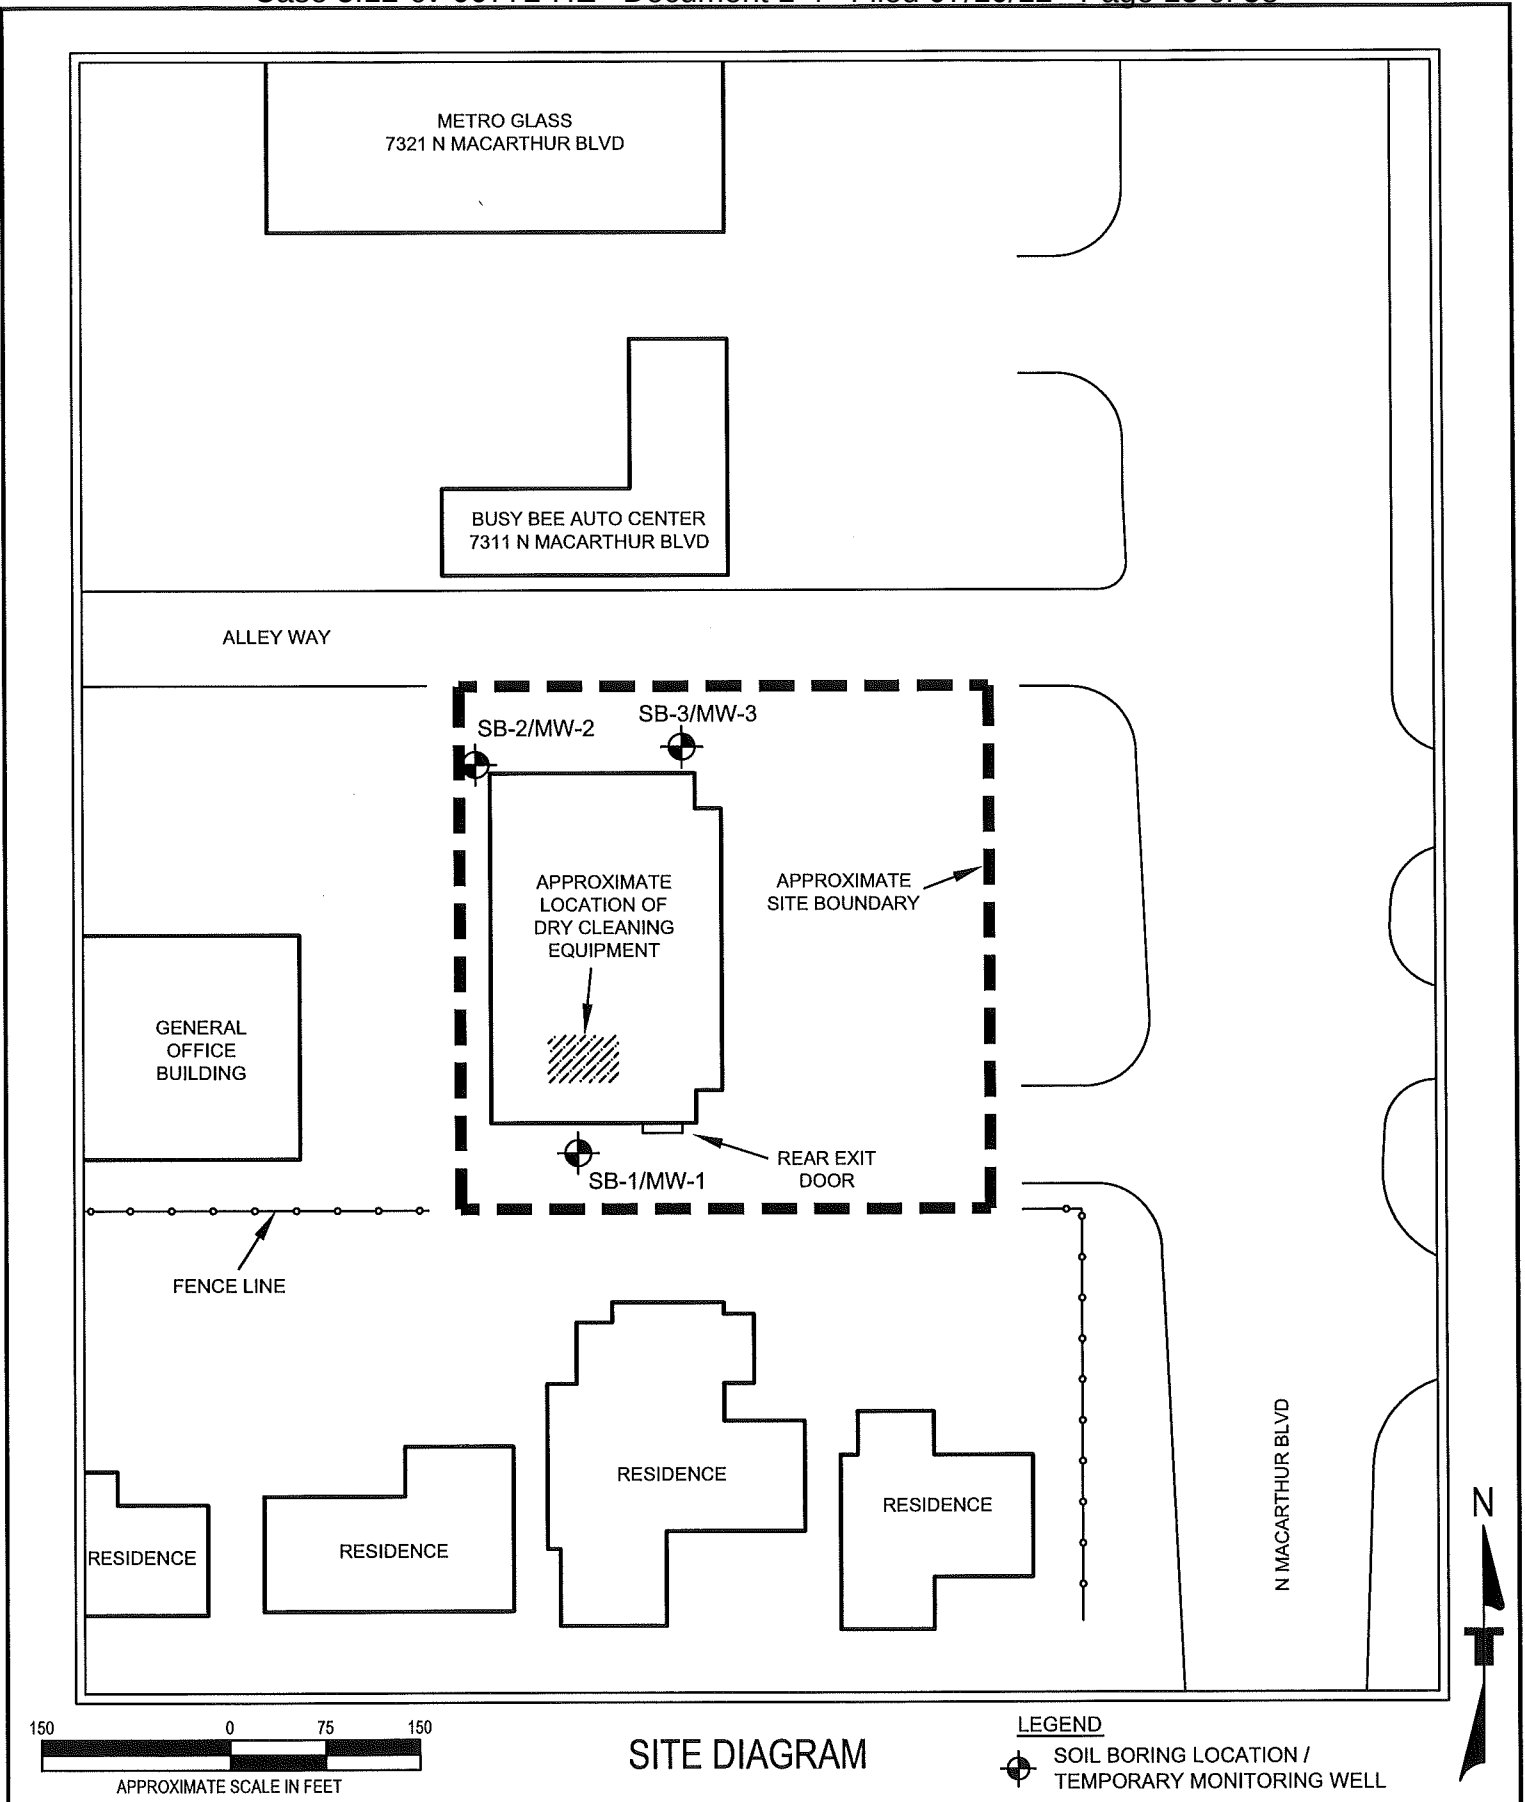 METRO GLASS
7321 N MACARTHUR BLVD
BUSY BEE AUTO CENTER
7311 N MACARTHUR BLVD
ALLEY WAY
SB-2/MW-2
SB-3/MW-3
APPROXIMATE
LOCATION OF
DRY CLEANING
EQUIPMENT
APPROXIMATE
SITE BOUNDARY
GENERAL
OFFICE
BUILDING
REAR EXIT
DOOR
SB-1/MW-1
FENCE LINE
RESIDENCE
RESIDENCE
RESIDENCE
RESIDENCE
N MACARTHUR BLVD
N
T
150 0 75 150
APPROXIMATE SCALE IN FEET
SITE DIAGRAM
LEGEND
SOIL BORING LOCATION /
TEMPORARY MONITORING WELL